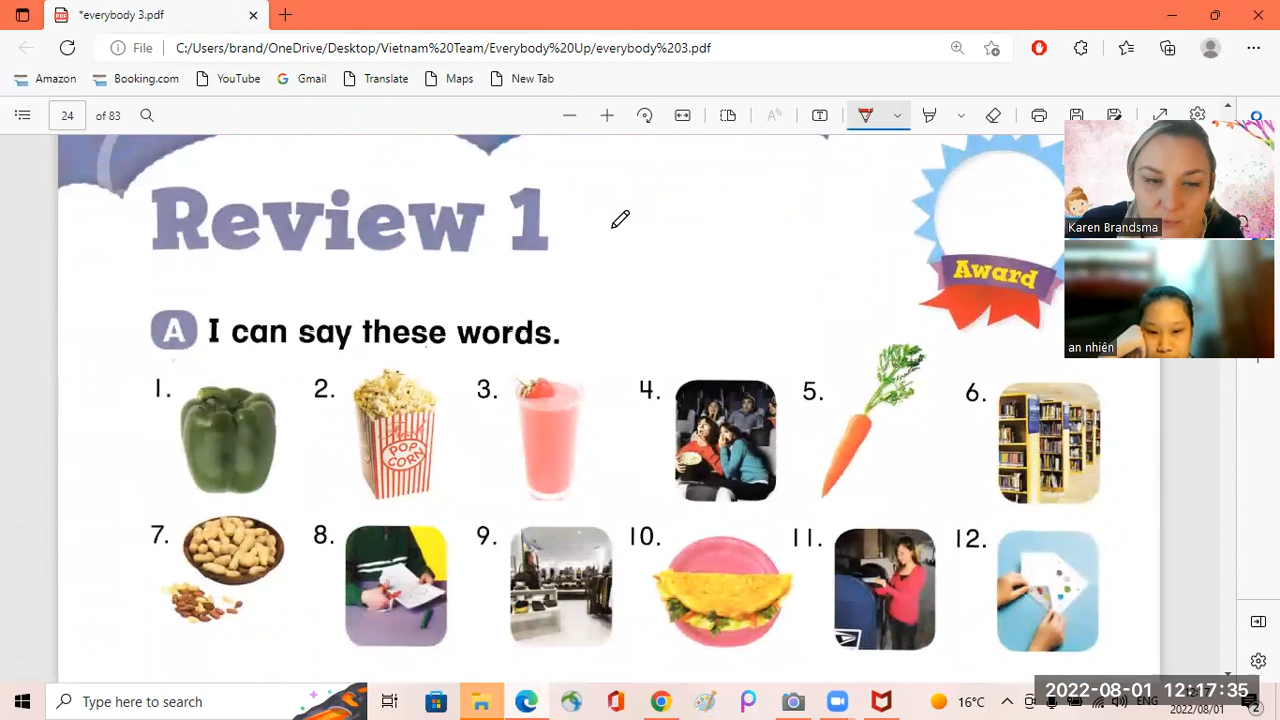 *everybody 3.pdf
File
C:/Users/brand/OneDrive/Desktop/Vietnam%20Team/Everybody%20Up/everybody%203.pdf
Amazon
Booking.com
YouTube
Gmail
Translate
Maps
New Tab
24 of 83
Review 1
Award
Karen Brandsma
an nhiên
A I can say these words.
1. 2. 3. 4. 5. 6.
POP CORN
7. 8. 9. 10. 11. 12.
Type here to search
16°C
ENG
2022-08-01 12:17:35
2022/08/01